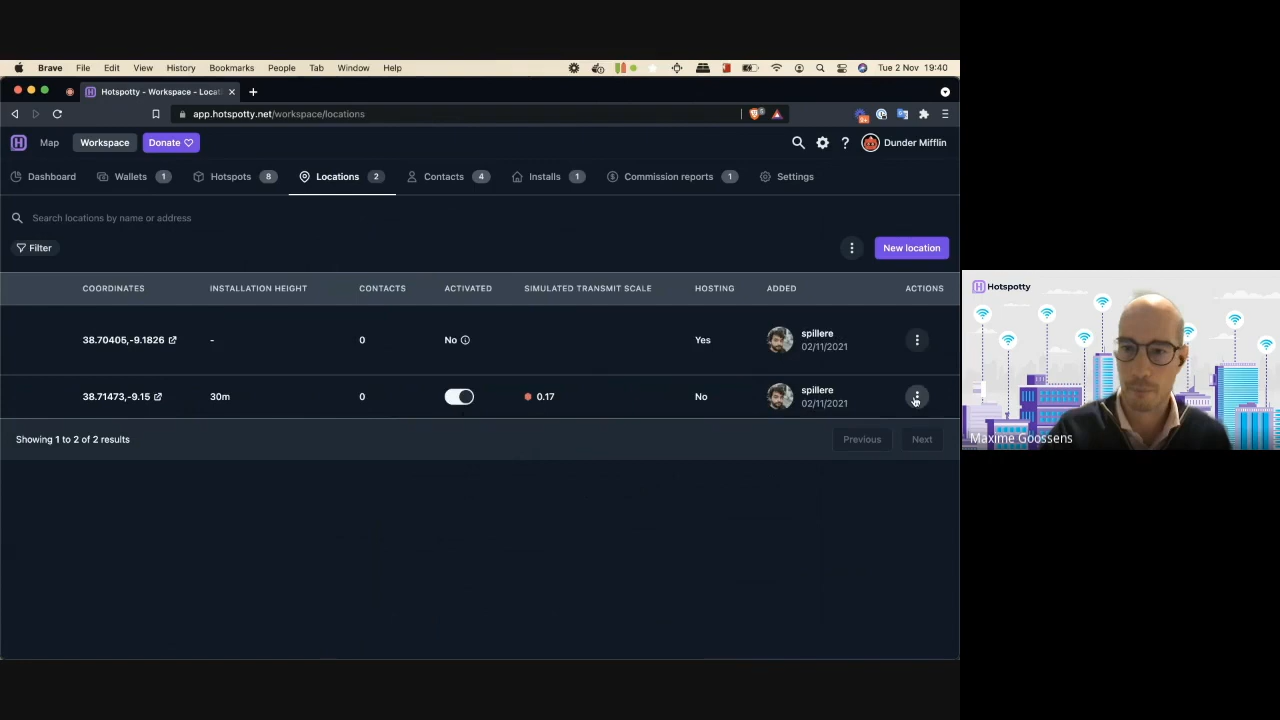 Brave File Edit View History Bookmarks People Tab Window Help Tue 2 Nov 19:40
Hotspotty - Workspace - Locat
app.hotspotty.net/workspace/locations
H Map Workspace Donate Dunder Mifflin
Dashboard Wallets 1 Hotspots 8 Locations 2 Contacts 4 Installs 1 Commission reports 1 Settings
Search locations by name or address
Filter New location
COORDINATES INSTALLATION HEIGHT CONTACTS ACTIVATED SIMULATED TRANSMIT SCALE HOSTING ADDED ACTIONS
38.70405,-9.1826 - 0 No Yes spillere
02/11/2021
38.71473,-9.15 30m 0 0.17 No spillere
02/11/2021
Showing 1 to 2 of 2 results Previous Next
H Hotspotty
Maxime Goossens